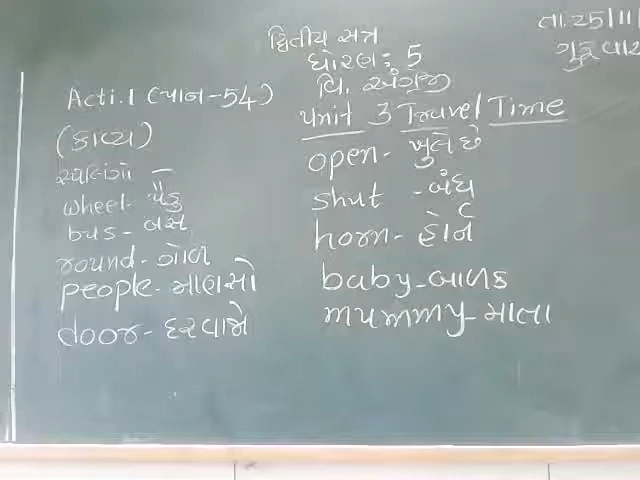 તા.25/11/
ગુરુવાર
દ્વિતીય સત્ર
ધોરણ: 5
વિ. અંગ્રેજી
Unit 3 Travel Time
Acti.1 (પાન-54)
(કાવ્ય)
સ્પેલિંગો –
wheel- પૈડુ
bus- બસ
round- ગોળ
people- માણસો
door- દરવાજો
open- ખુલે છે
shut - બંધ
horn- હોર્ન
baby-બાળક
mummy-માતા